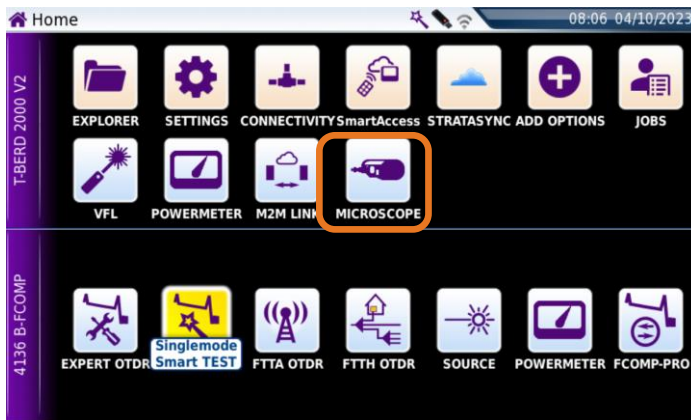 Home
08:06 04/10/2023
T-BERD 2000 V2
EXPLORER SETTINGS CONNECTIVITY SmartAccess STRATASYNC ADD OPTIONS JOBS
VFL POWERMETER M2M LINK MICROSCOPE
4136 B-FCOMP
Singlemode
EXPERT OTDR Smart TEST FTTA OTDR FTTH OTDR SOURCE POWERMETER FCOMP-PRO